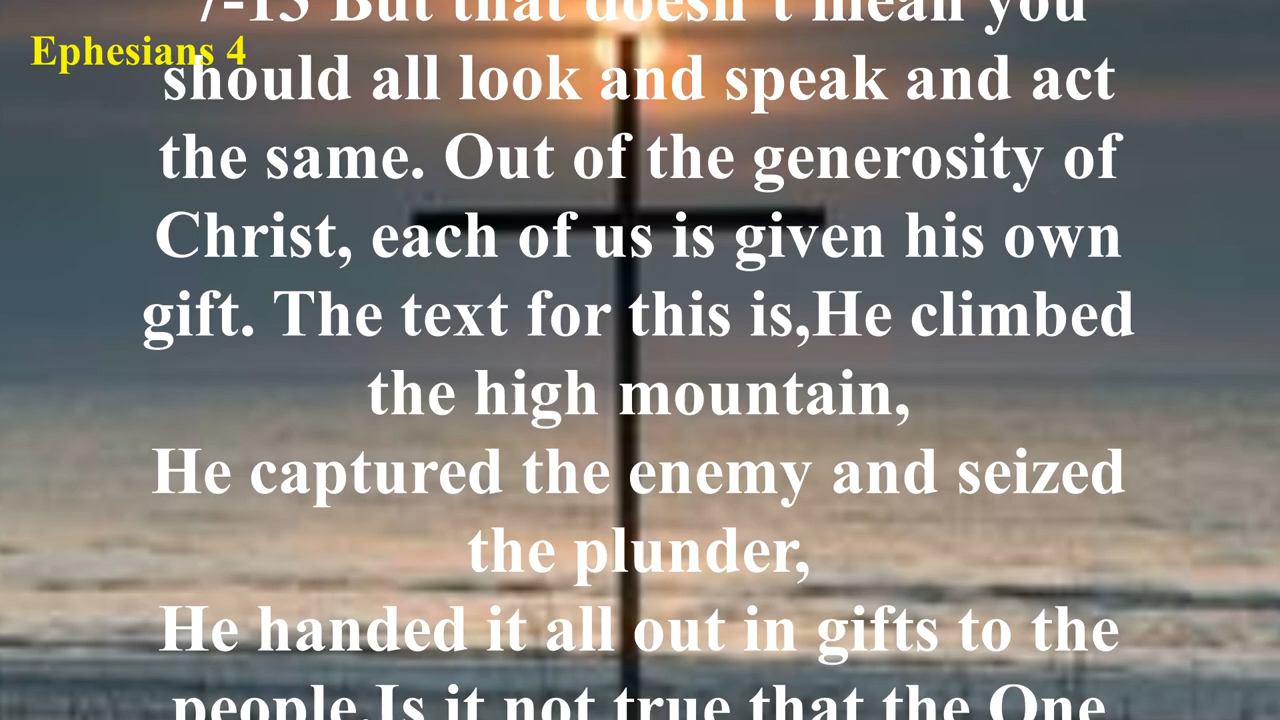 7-13 But that doesn't mean you
Ephesians 4
should all look and speak and act
the same. Out of the generosity of
Christ, each of us is given his own
gift. The text for this is,He climbed
the high mountain,
He captured the enemy and seized
the plunder,
He handed it all out in gifts to the
people.Is it not true that the One